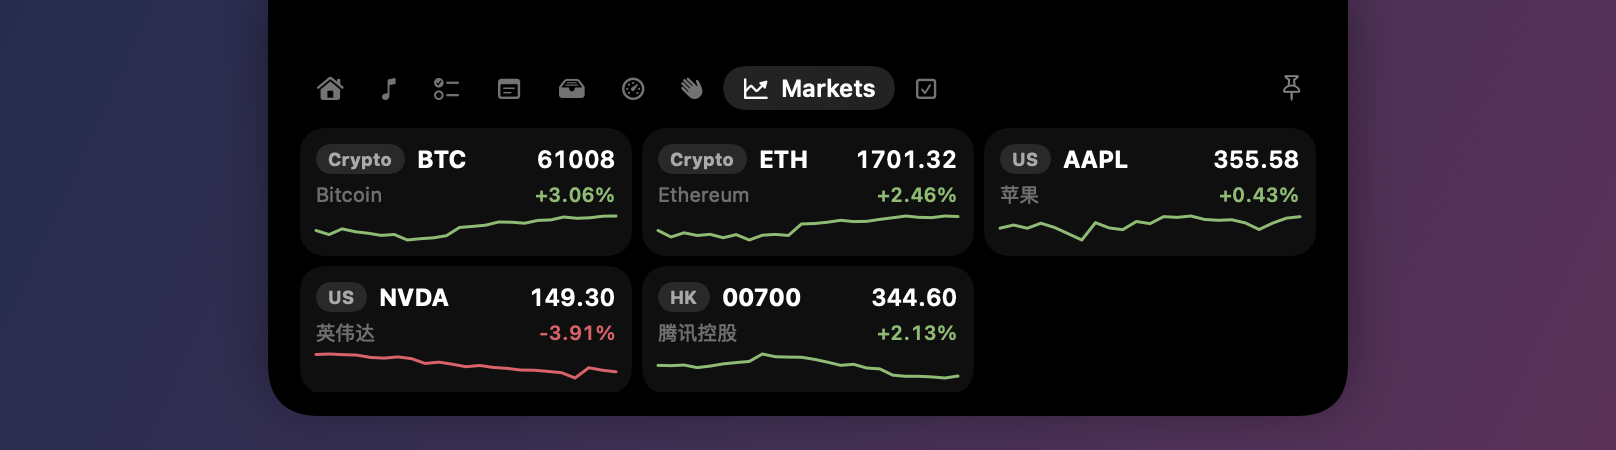 Markets
Crypto BTC 61008
Bitcoin +3.06%
Crypto ETH 1701.32
Ethereum +2.46%
US AAPL 355.58
苹果 +0.43%
US NVDA 149.30
英伟达 -3.91%
HK 00700 344.60
腾讯控股 +2.13%